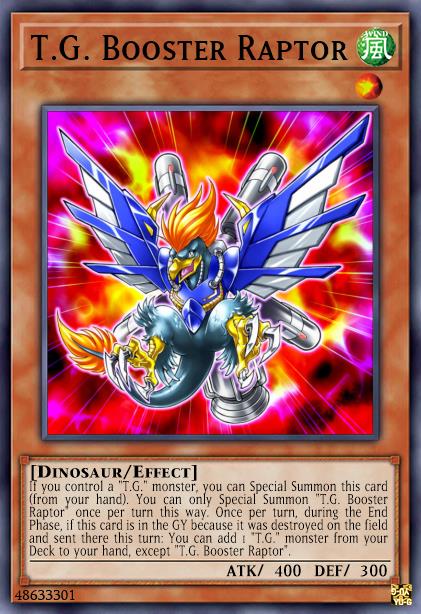 T.G. Booster Raptor
WIND
風
[Dinosaur/Effect]
If you control a "T.G." monster, you can Special Summon this card
(from your hand). You can only Special Summon "T.G. Booster
Raptor" once per turn this way. Once per turn, during the End
Phase, if this card is in the GY because it was destroyed on the field
and sent there this turn: You can add 1 "T.G." monster from your
Deck to your hand, except "T.G. Booster Raptor".
ATK/ 400 DEF/ 300
48633301